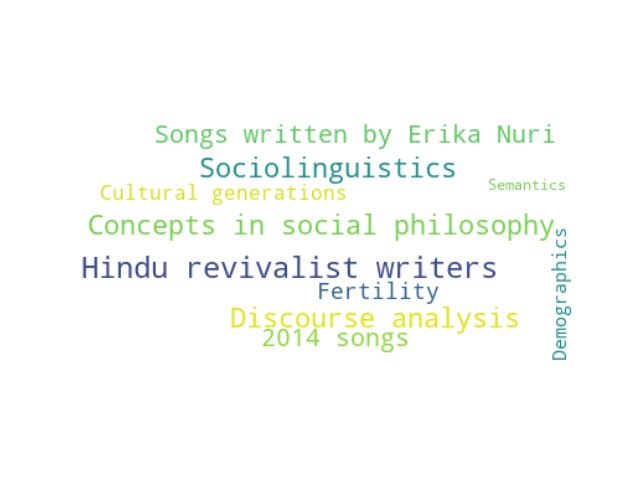 Songs written by Erika Nuri
Sociolinguistics
Semantics
Cultural generations
Concepts in social philosophy
Hindu revivalist writers
Demographics
Fertility
Discourse analysis
2014 songs